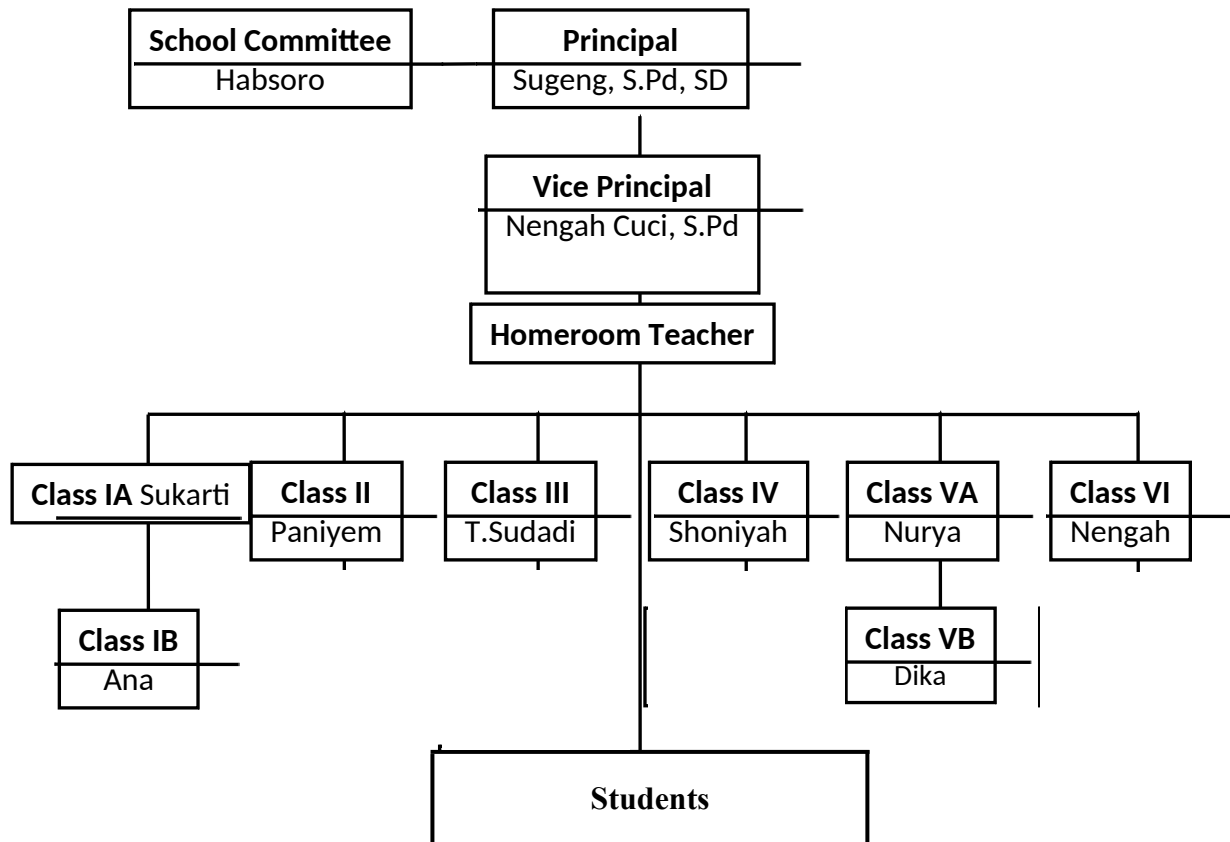 School Committee
Habsoro
Principal
Sugeng, S.Pd, SD
Vice Principal
Nengah Cuci, S.Pd
Homeroom Teacher
Class IA Sukarti
Class II
Paniyem
Class III
T.Sudadi
Class IV
Shoniyah
Class VA
Nurya
Class VI
Nengah
Class IB
Ana
Class VB
Dika
Students